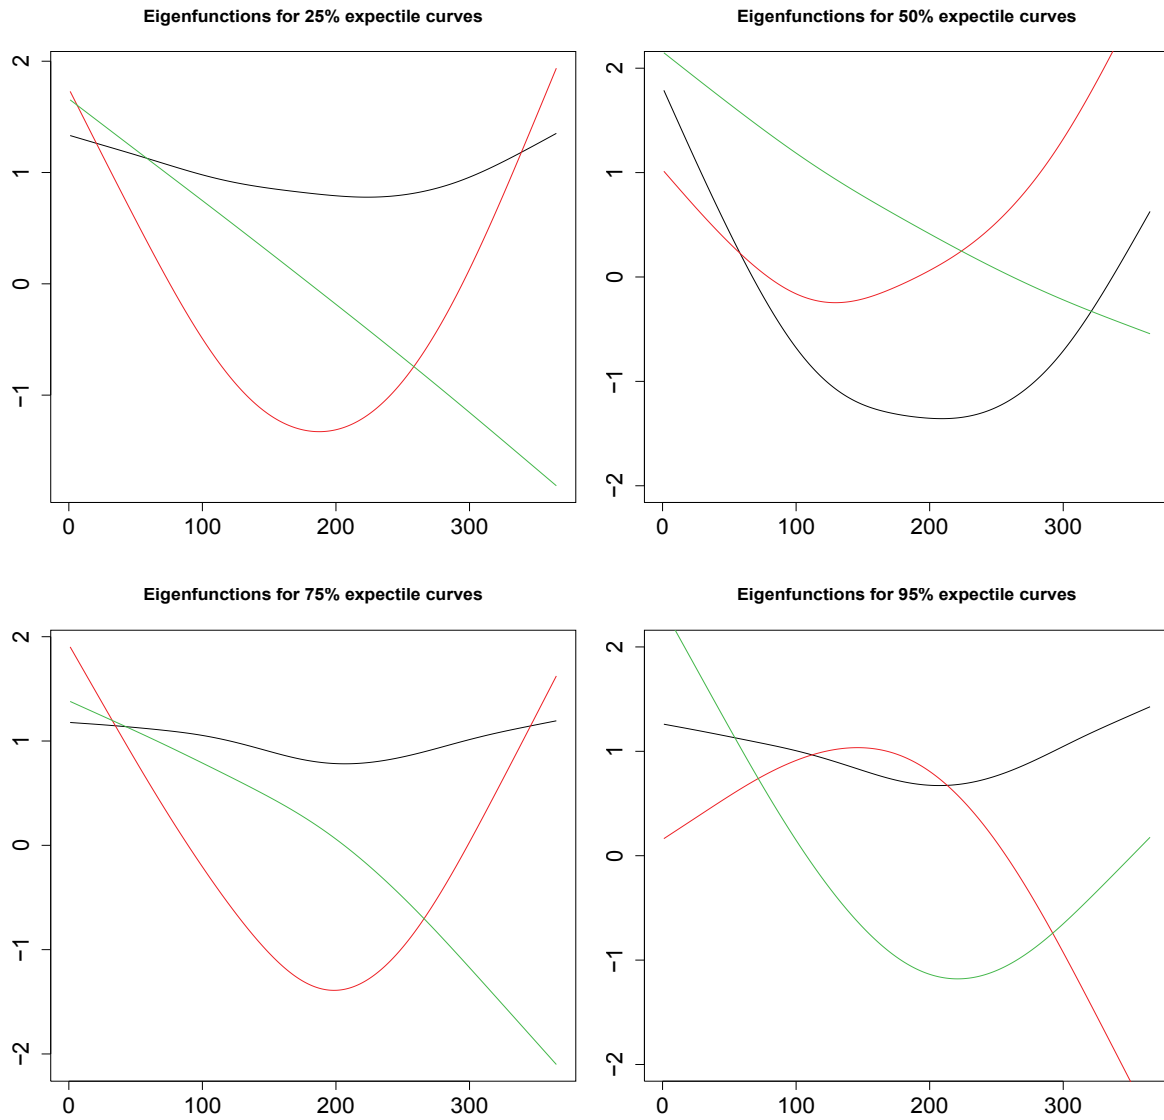 Eigenfunctions for 25% expectile curves
2
1
0
−1
0 100 200 300
Eigenfunctions for 50% expectile curves
2
1
0
−1
−2
0 100 200 300
Eigenfunctions for 75% expectile curves
2
1
0
−1
−2
0 100 200 300
Eigenfunctions for 95% expectile curves
2
1
0
−1
−2
0 100 200 300